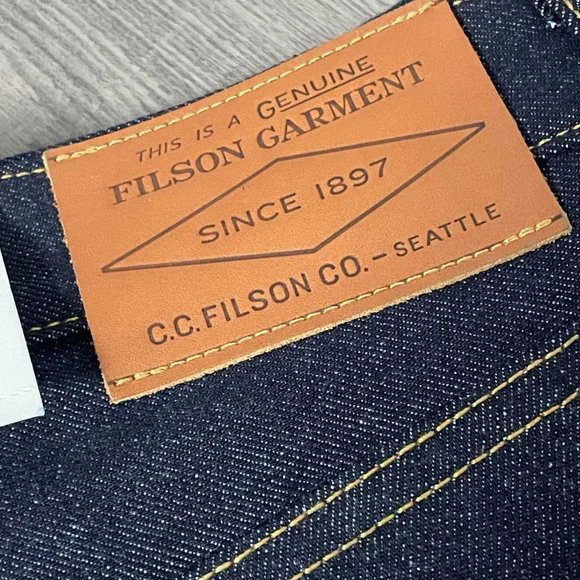 THIS IS A GENUINE
FILSON GARMENT
SINCE 1897
C.C. FILSON CO. - SEATTLE